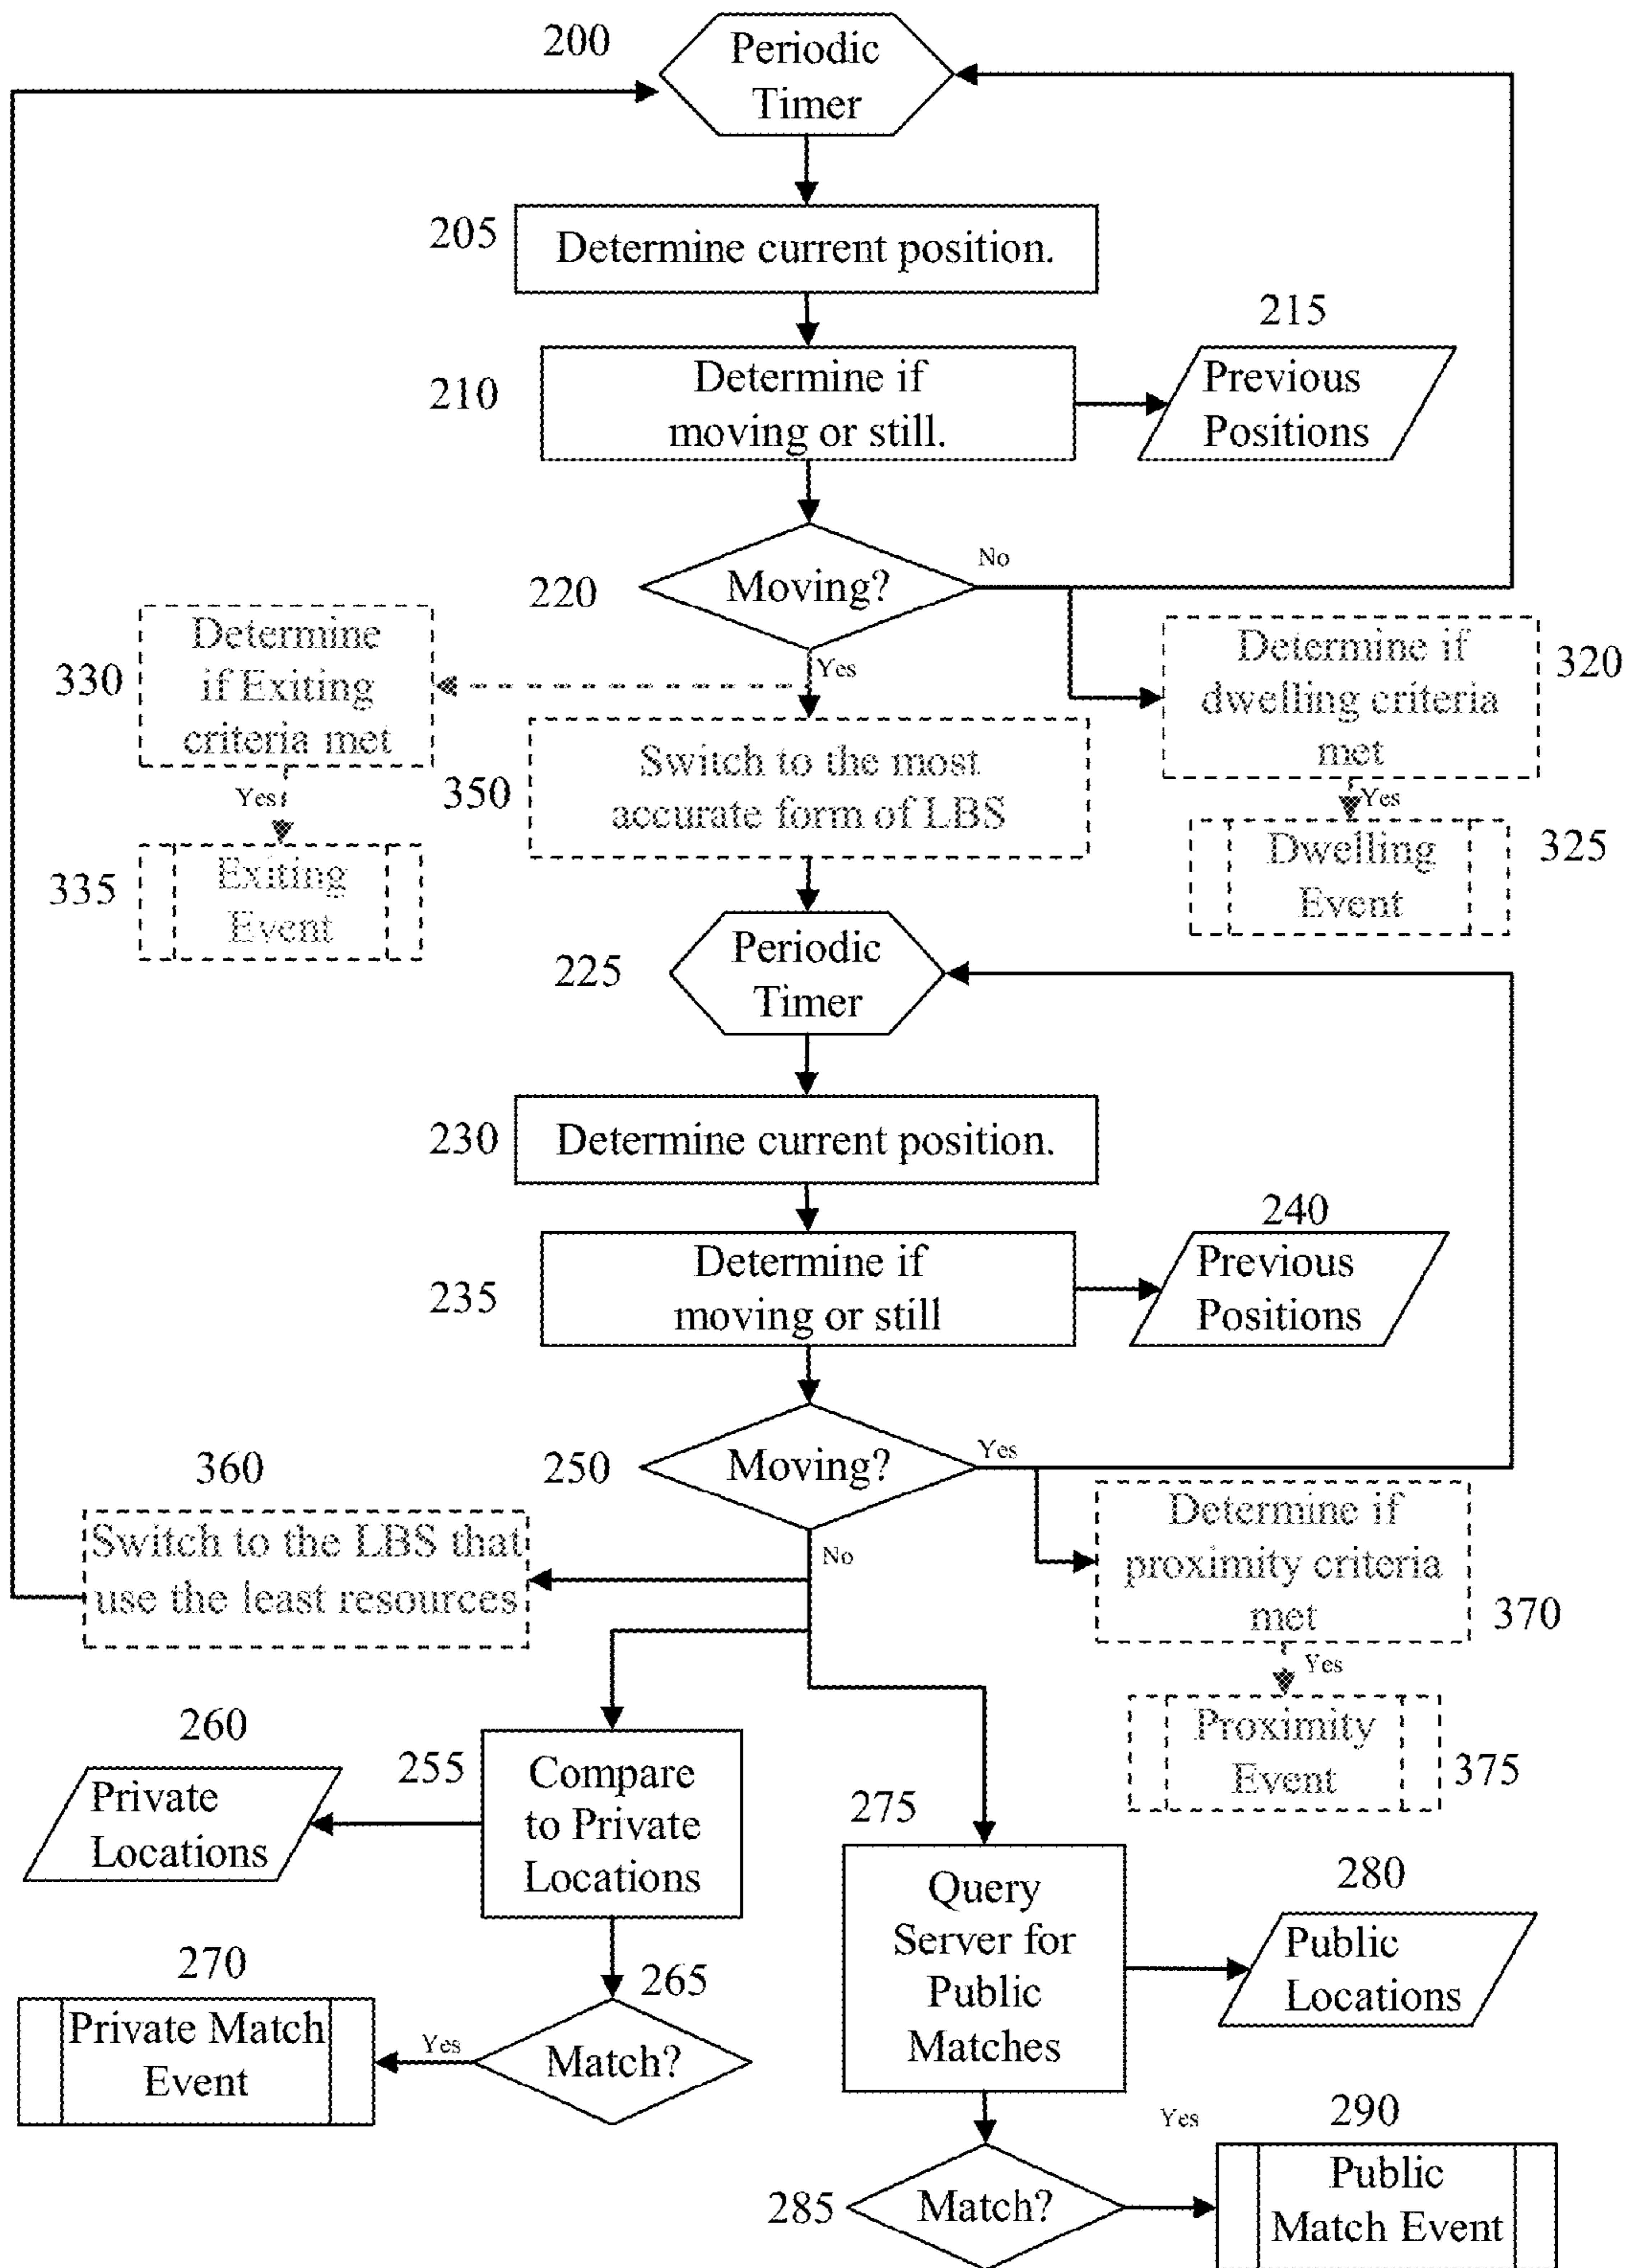 200
Periodic
Timer
205
Determine current position.
215
210
Determine if
moving or still.
Previous
Positions
No
220
Moving?
Yes
330
Determine
if Exiting
criteria met
Determine if
dwelling criteria
met
320
350
Switch to the most
accurate form of LBS
Yes
Yes
335
Exiting
Event
Dwelling
Event
325
225
Periodic
Timer
230
Determine current position.
240
235
Determine if
moving or still
Previous
Positions
360
250
Moving?
Yes
No
Switch to the LBS that
use the least resources
Determine if
proximity criteria
met
370
Yes
Proximity
Event
375
260
Private
Locations
255
Compare
to Private
Locations
275
Query
Server for
Public
Matches
280
Public
Locations
270
Private Match
Event
265
Yes
Match?
285
Match?
Yes
290
Public
Match Event